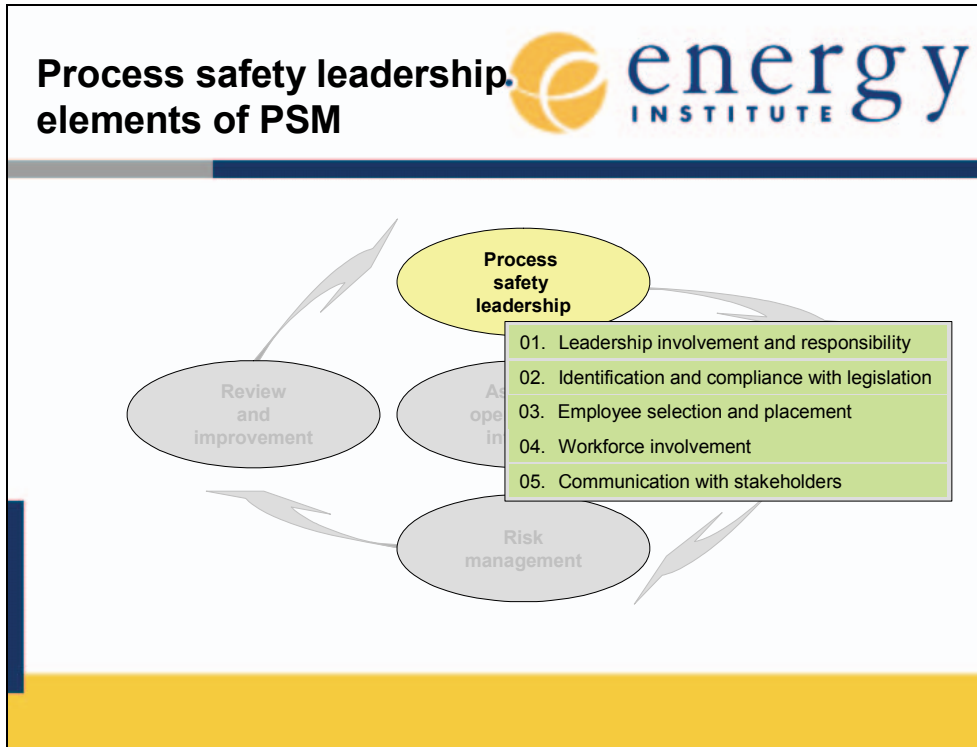 Process safety leadership
elements of PSM
energy
INSTITUTE
Process
safety
leadership
01. Leadership involvement and responsibility
02. Identification and compliance with legislation
03. Employee selection and placement
04. Workforce involvement
05. Communication with stakeholders
Review
and
improvement
Risk
management